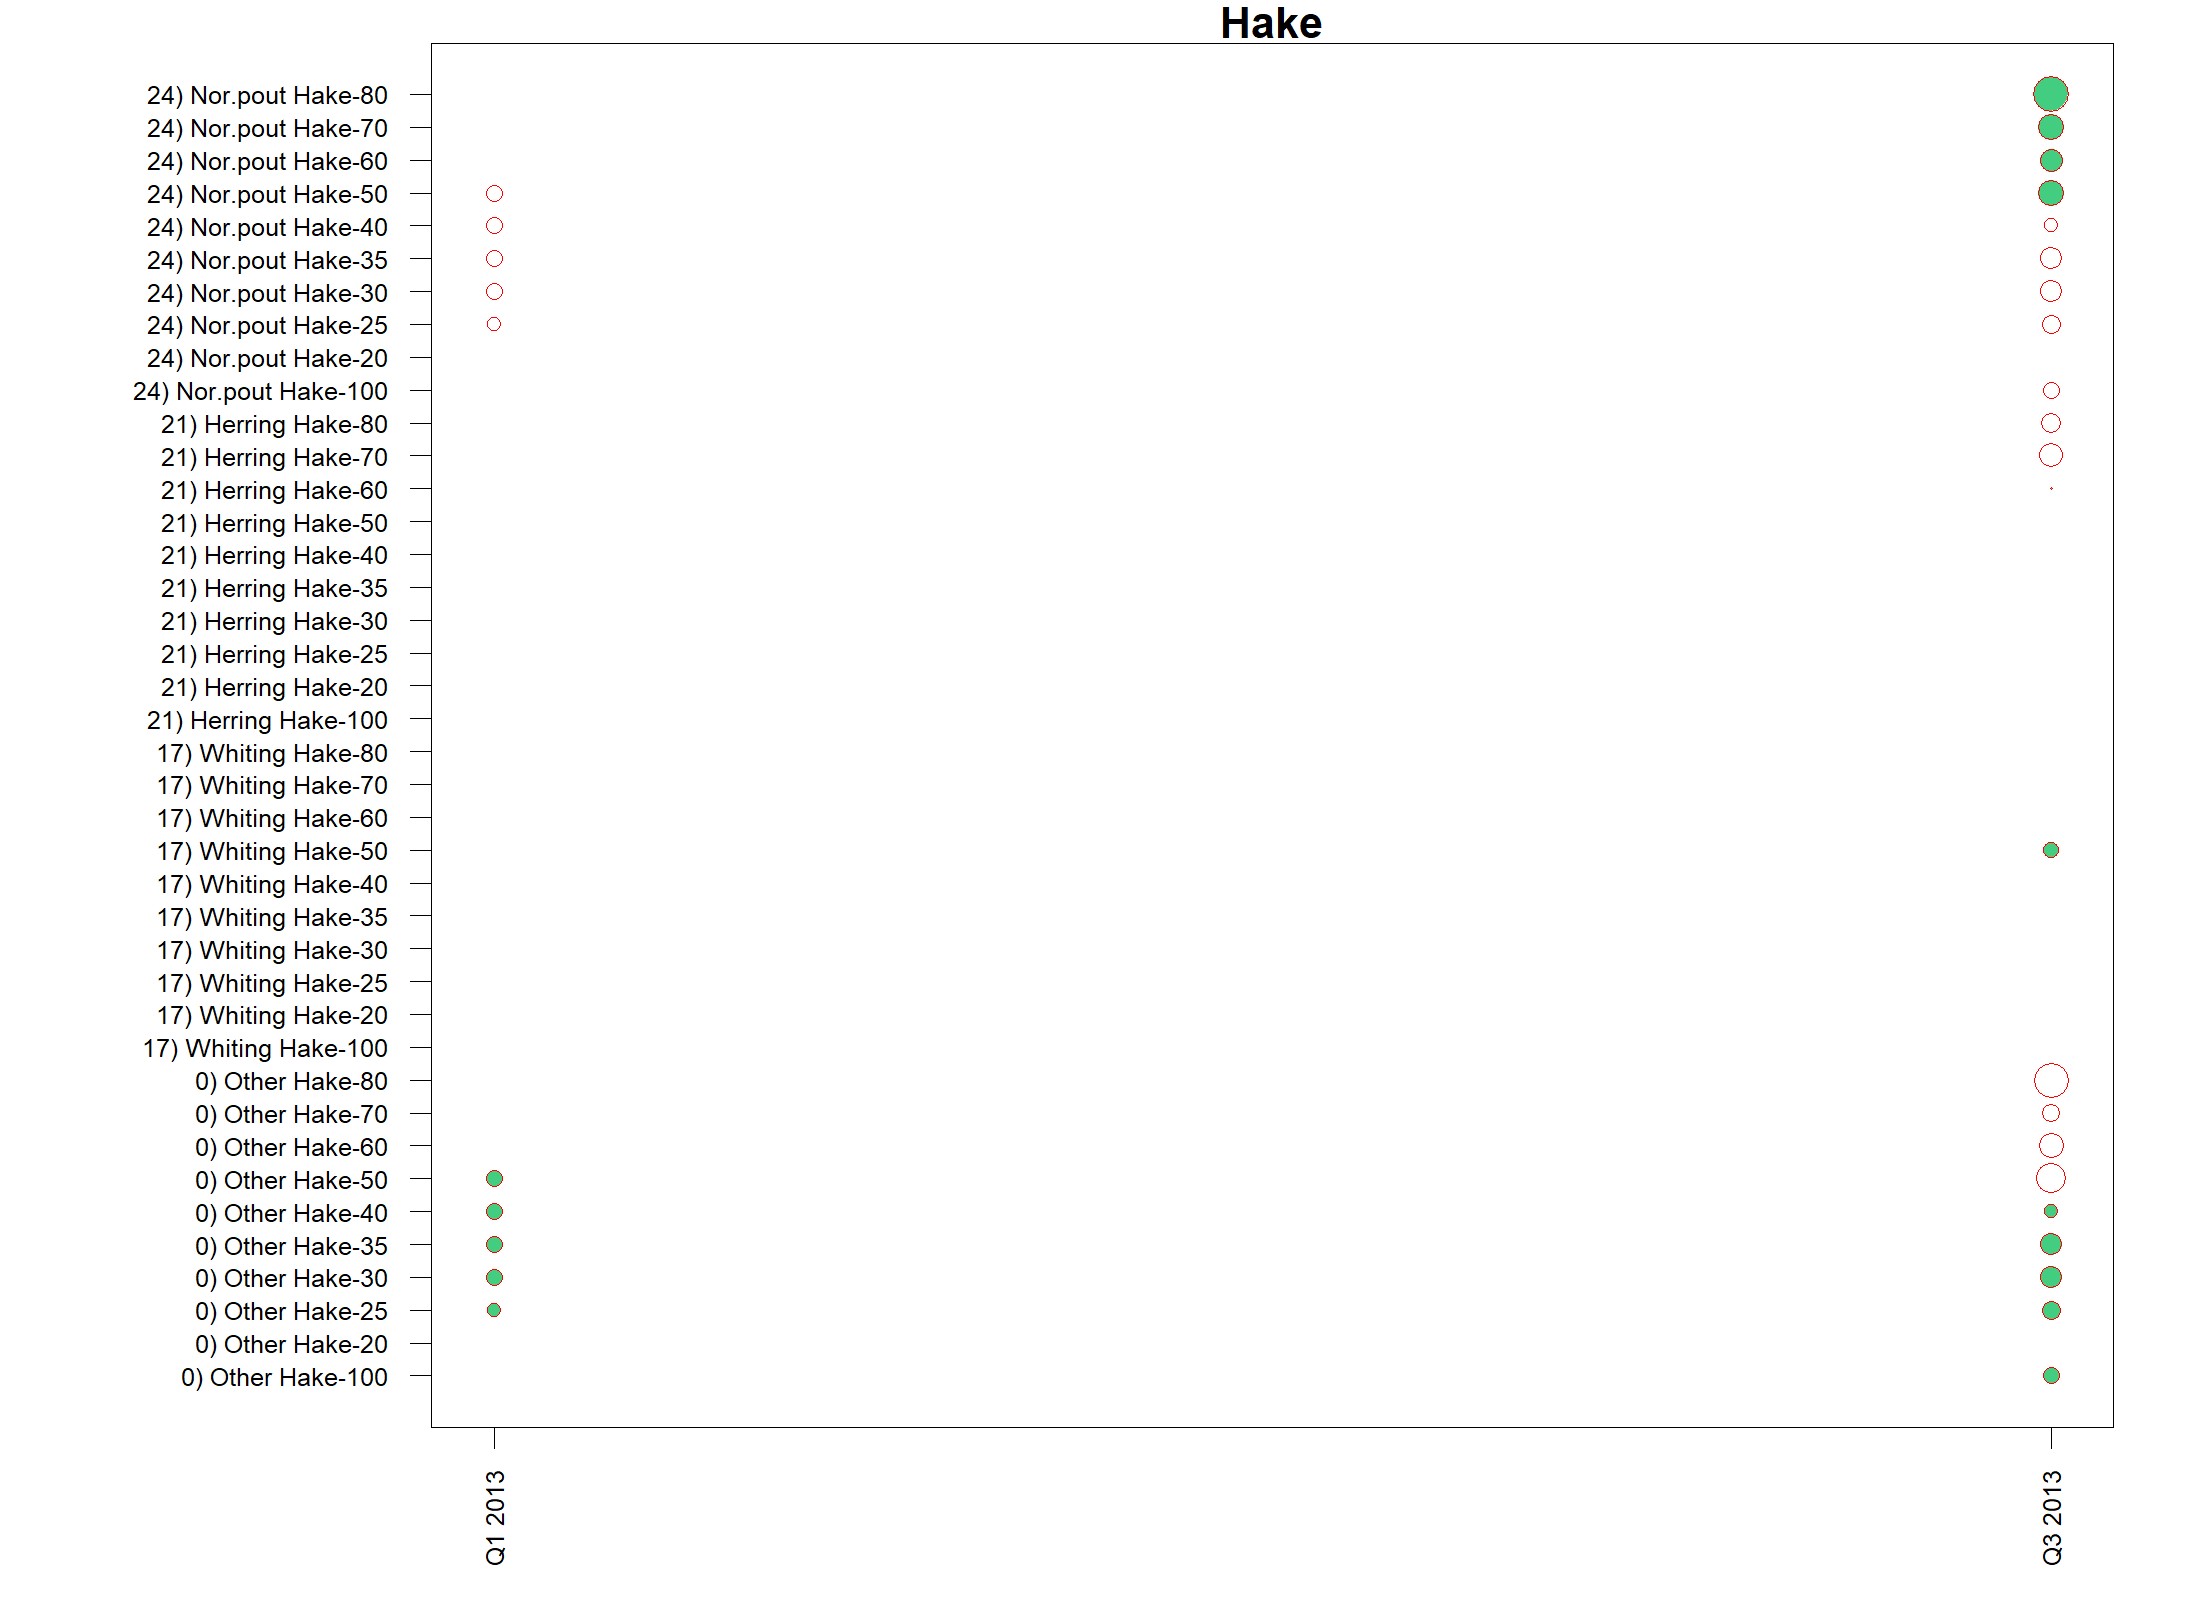 Hake
24) Nor.pout Hake-80
24) Nor.pout Hake-70
24) Nor.pout Hake-60
24) Nor.pout Hake-50
24) Nor.pout Hake-40
24) Nor.pout Hake-35
24) Nor.pout Hake-30
24) Nor.pout Hake-25
24) Nor.pout Hake-20
24) Nor.pout Hake-100
21) Herring Hake-80
21) Herring Hake-70
21) Herring Hake-60
21) Herring Hake-50
21) Herring Hake-40
21) Herring Hake-35
21) Herring Hake-30
21) Herring Hake-25
21) Herring Hake-20
21) Herring Hake-100
17) Whiting Hake-80
17) Whiting Hake-70
17) Whiting Hake-60
17) Whiting Hake-50
17) Whiting Hake-40
17) Whiting Hake-35
17) Whiting Hake-30
17) Whiting Hake-25
17) Whiting Hake-20
17) Whiting Hake-100
0) Other Hake-80
0) Other Hake-70
0) Other Hake-60
0) Other Hake-50
0) Other Hake-40
0) Other Hake-35
0) Other Hake-30
0) Other Hake-25
0) Other Hake-20
0) Other Hake-100
Q1 2013
Q3 2013